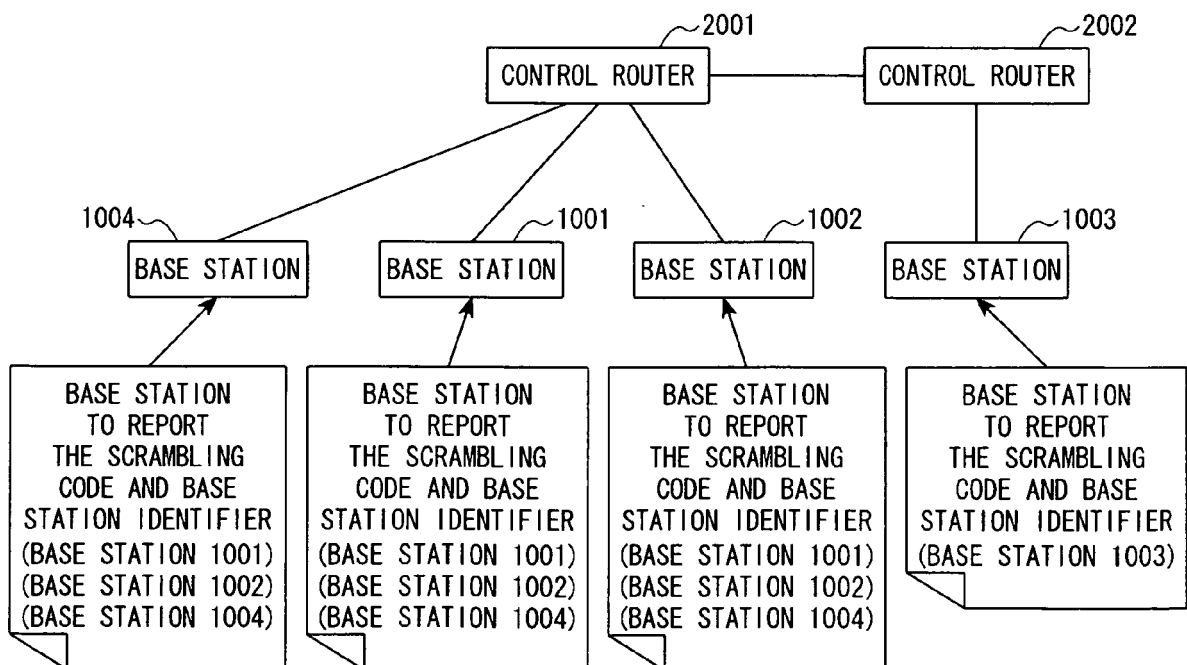 2001
2002
CONTROL ROUTER
CONTROL ROUTER
1004
1001
1002
1003
BASE STATION
BASE STATION
BASE STATION
BASE STATION
BASE STATION
TO REPORT
THE SCRAMBLING
CODE AND BASE
STATION IDENTIFIER
(BASE STATION 1001)
(BASE STATION 1002)
(BASE STATION 1004)
BASE STATION
TO REPORT
THE SCRAMBLING
CODE AND BASE
STATION IDENTIFIER
(BASE STATION 1001)
(BASE STATION 1002)
(BASE STATION 1004)
BASE STATION
TO REPORT
THE SCRAMBLING
CODE AND BASE
STATION IDENTIFIER
(BASE STATION 1001)
(BASE STATION 1002)
(BASE STATION 1004)
BASE STATION
TO REPORT
THE SCRAMBLING
CODE AND BASE
STATION IDENTIFIER
(BASE STATION 1003)